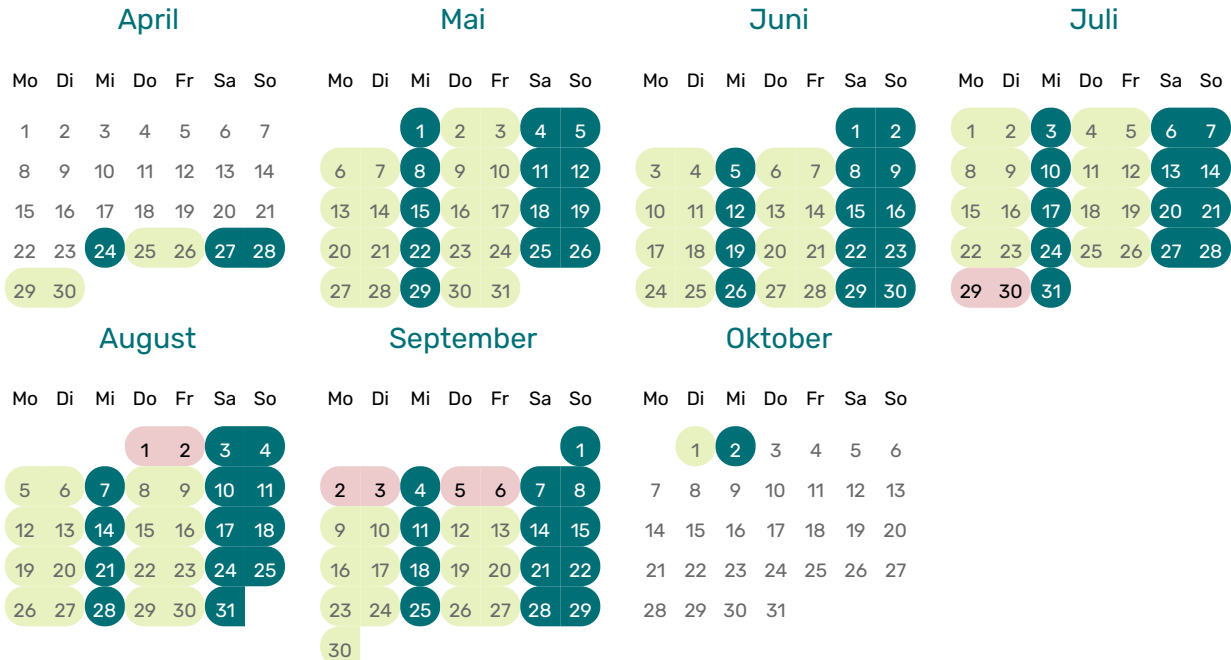 April Mai Juni Juli
Mo Di Mi Do Fr Sa So Mo Di Mi Do Fr Sa So Mo Di Mi Do Fr Sa So Mo Di Mi Do Fr Sa So
1 2 3 4 5 6 7 1 2 3 4 5 1 2 1 2 3 4 5 6 7
8 9 10 11 12 13 14 6 7 8 9 10 11 12 3 4 5 6 7 8 9 8 9 10 11 12 13 14
15 16 17 18 19 20 21 13 14 15 16 17 18 19 10 11 12 13 14 15 16 15 16 17 18 19 20 21
22 23 24 25 26 27 28 20 21 22 23 24 25 26 17 18 19 20 21 22 23 22 23 24 25 26 27 28
29 30 27 28 29 30 31 24 25 26 27 28 29 30 29 30 31
August September Oktober
Mo Di Mi Do Fr Sa So Mo Di Mi Do Fr Sa So Mo Di Mi Do Fr Sa So
1 2 3 4 1 1 2 3 4 5 6
5 6 7 8 9 10 11 2 3 4 5 6 7 8 7 8 9 10 11 12 13
12 13 14 15 16 17 18 9 10 11 12 13 14 15 14 15 16 17 18 19 20
19 20 21 22 23 24 25 16 17 18 19 20 21 22 21 22 23 24 25 26 27
26 27 28 29 30 31 23 24 25 26 27 28 29 28 29 30 31
30